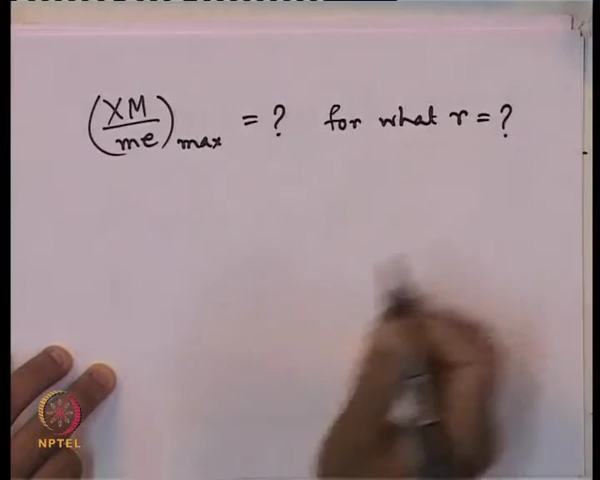 (XM/me)max = ? for what r = ?
NPTEL